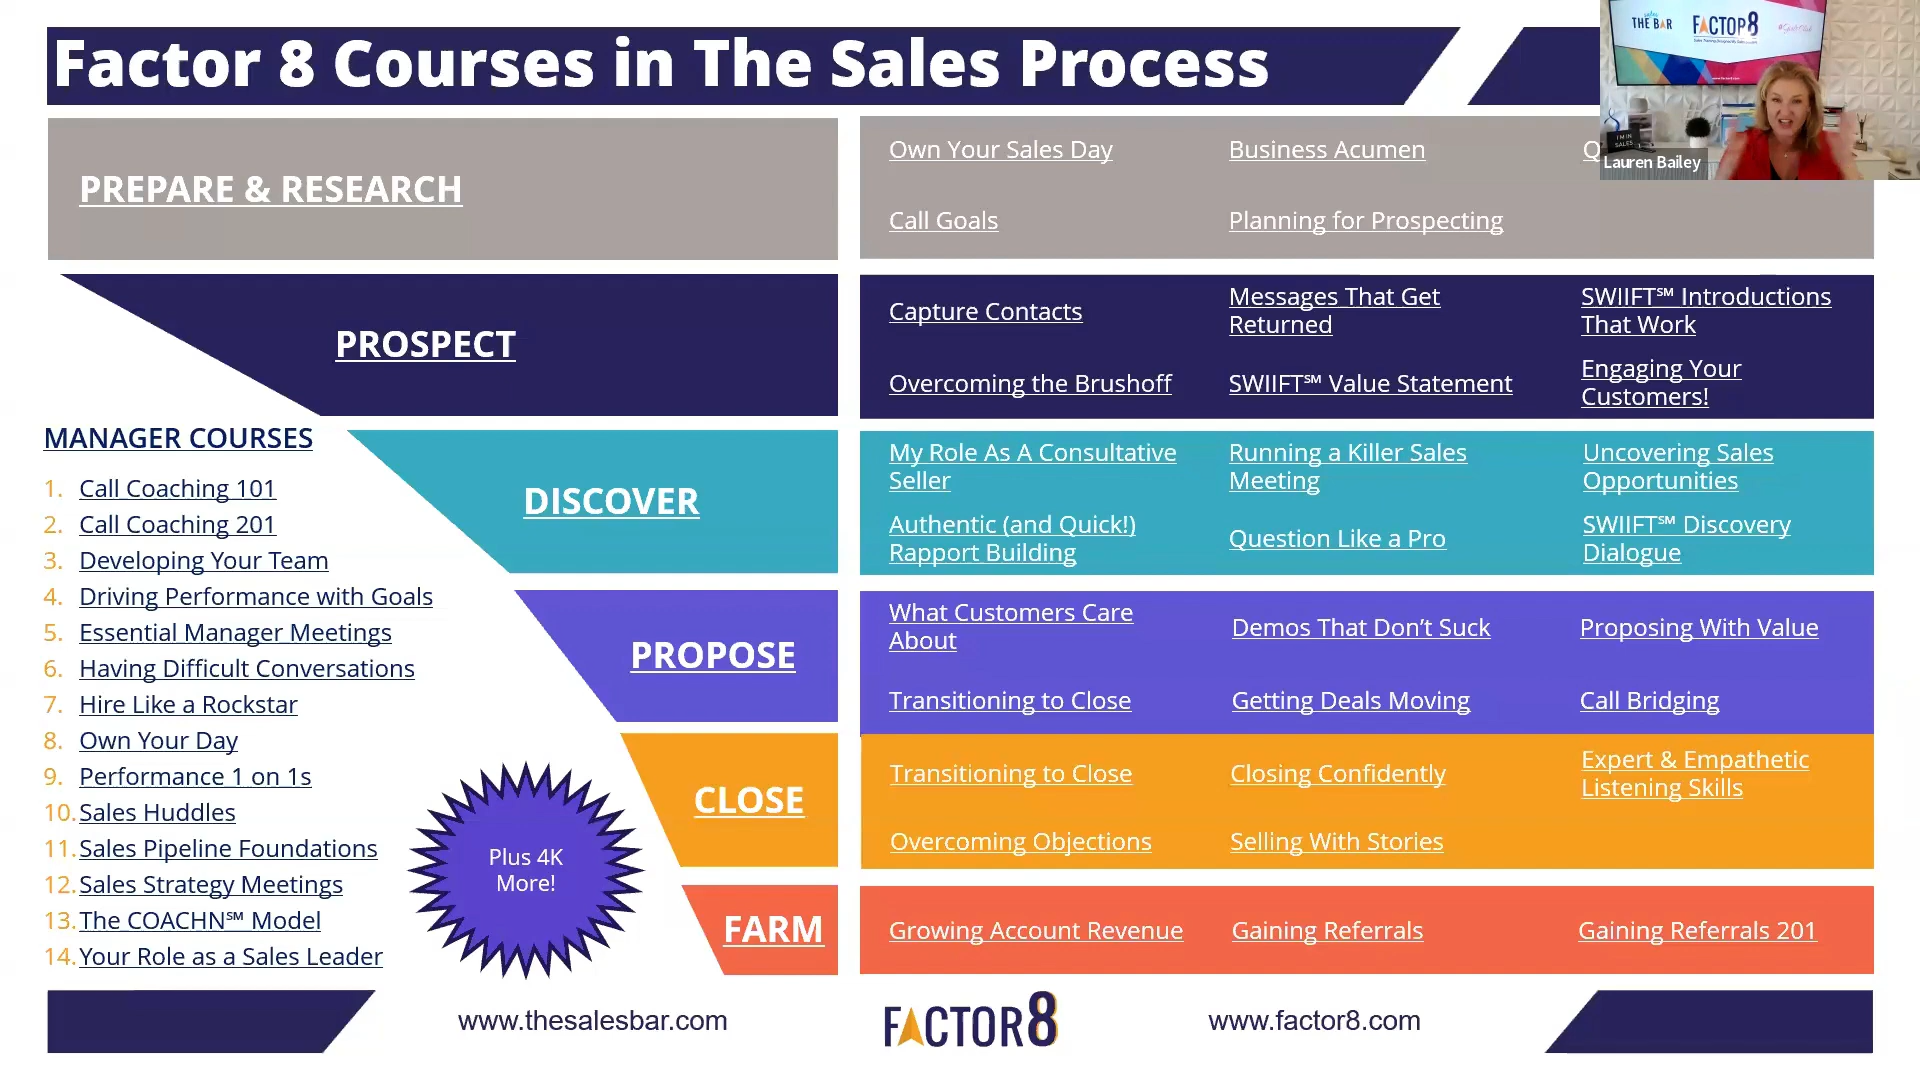 Factor 8 Courses in The Sales Process
THE BAR
FACTOR8
Lauren Bailey
PREPARE & RESEARCH
Own Your Sales Day
Business Acumen
Call Goals
Planning for Prospecting
PROSPECT
Capture Contacts
Messages That Get
Returned
SWIIFT℠ Introductions
That Work
Overcoming the Brushoff
SWIIFT℠ Value Statement
Engaging Your
Customers!
DISCOVER
My Role As A Consultative
Seller
Running a Killer Sales
Meeting
Uncovering Sales
Opportunities
Authentic (and Quick!)
Rapport Building
Question Like a Pro
SWIIFT℠ Discovery
Dialogue
PROPOSE
What Customers Care
About
Demos That Don’t Suck
Proposing With Value
Transitioning to Close
Getting Deals Moving
Call Bridging
CLOSE
Transitioning to Close
Closing Confidently
Expert & Empathetic
Listening Skills
Overcoming Objections
Selling With Stories
FARM
Growing Account Revenue
Gaining Referrals
Gaining Referrals 201
MANAGER COURSES
1. Call Coaching 101
2. Call Coaching 201
3. Developing Your Team
4. Driving Performance with Goals
5. Essential Manager Meetings
6. Having Difficult Conversations
7. Hire Like a Rockstar
8. Own Your Day
9. Performance 1 on 1s
10. Sales Huddles
11. Sales Pipeline Foundations
12. Sales Strategy Meetings
13. The COACHN℠ Model
14. Your Role as a Sales Leader
Plus 4K
More!
www.thesalesbar.com
FACTOR8
www.factor8.com